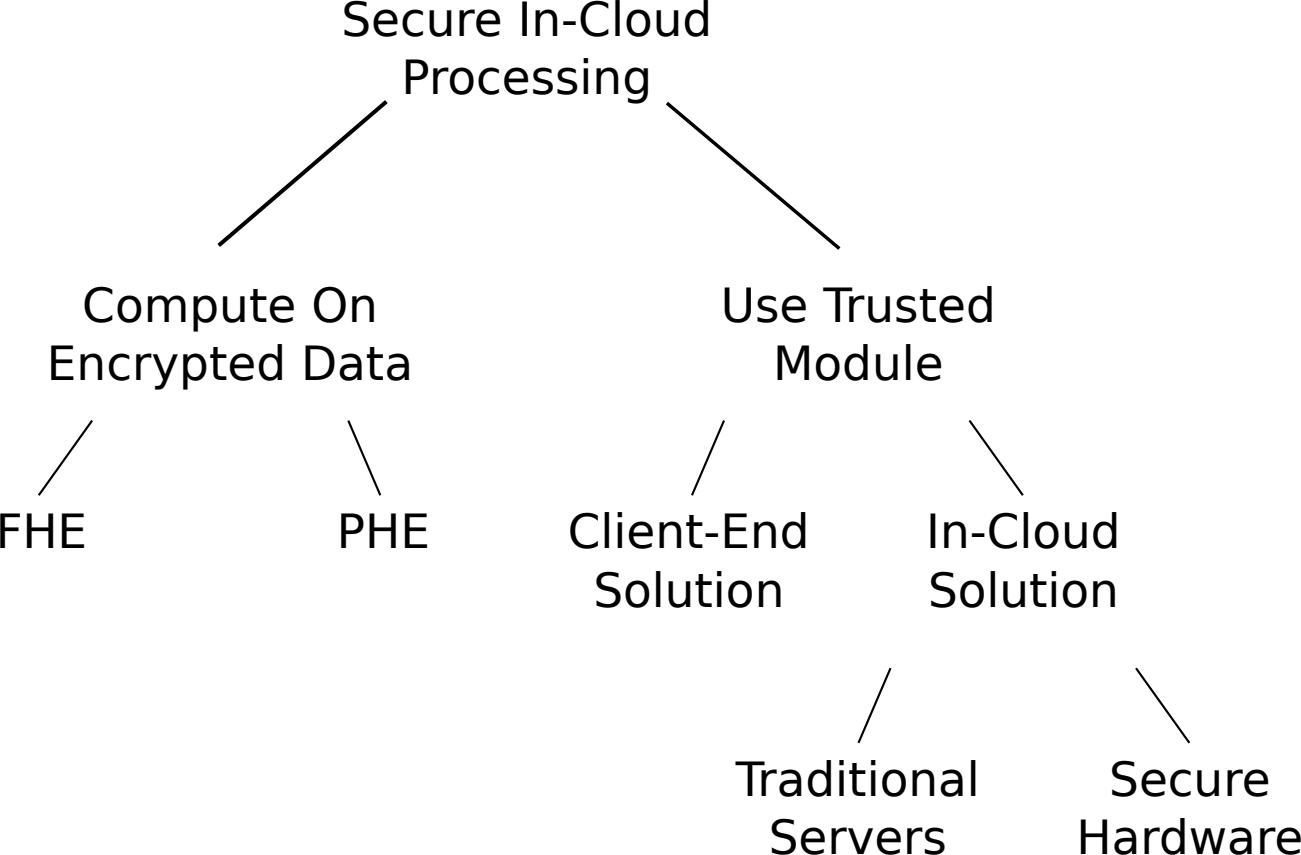 Secure In-Cloud
Processing
Compute On
Encrypted Data
Use Trusted
Module
FHE
PHE
Client-End
Solution
In-Cloud
Solution
Traditional
Servers
Secure
Hardware